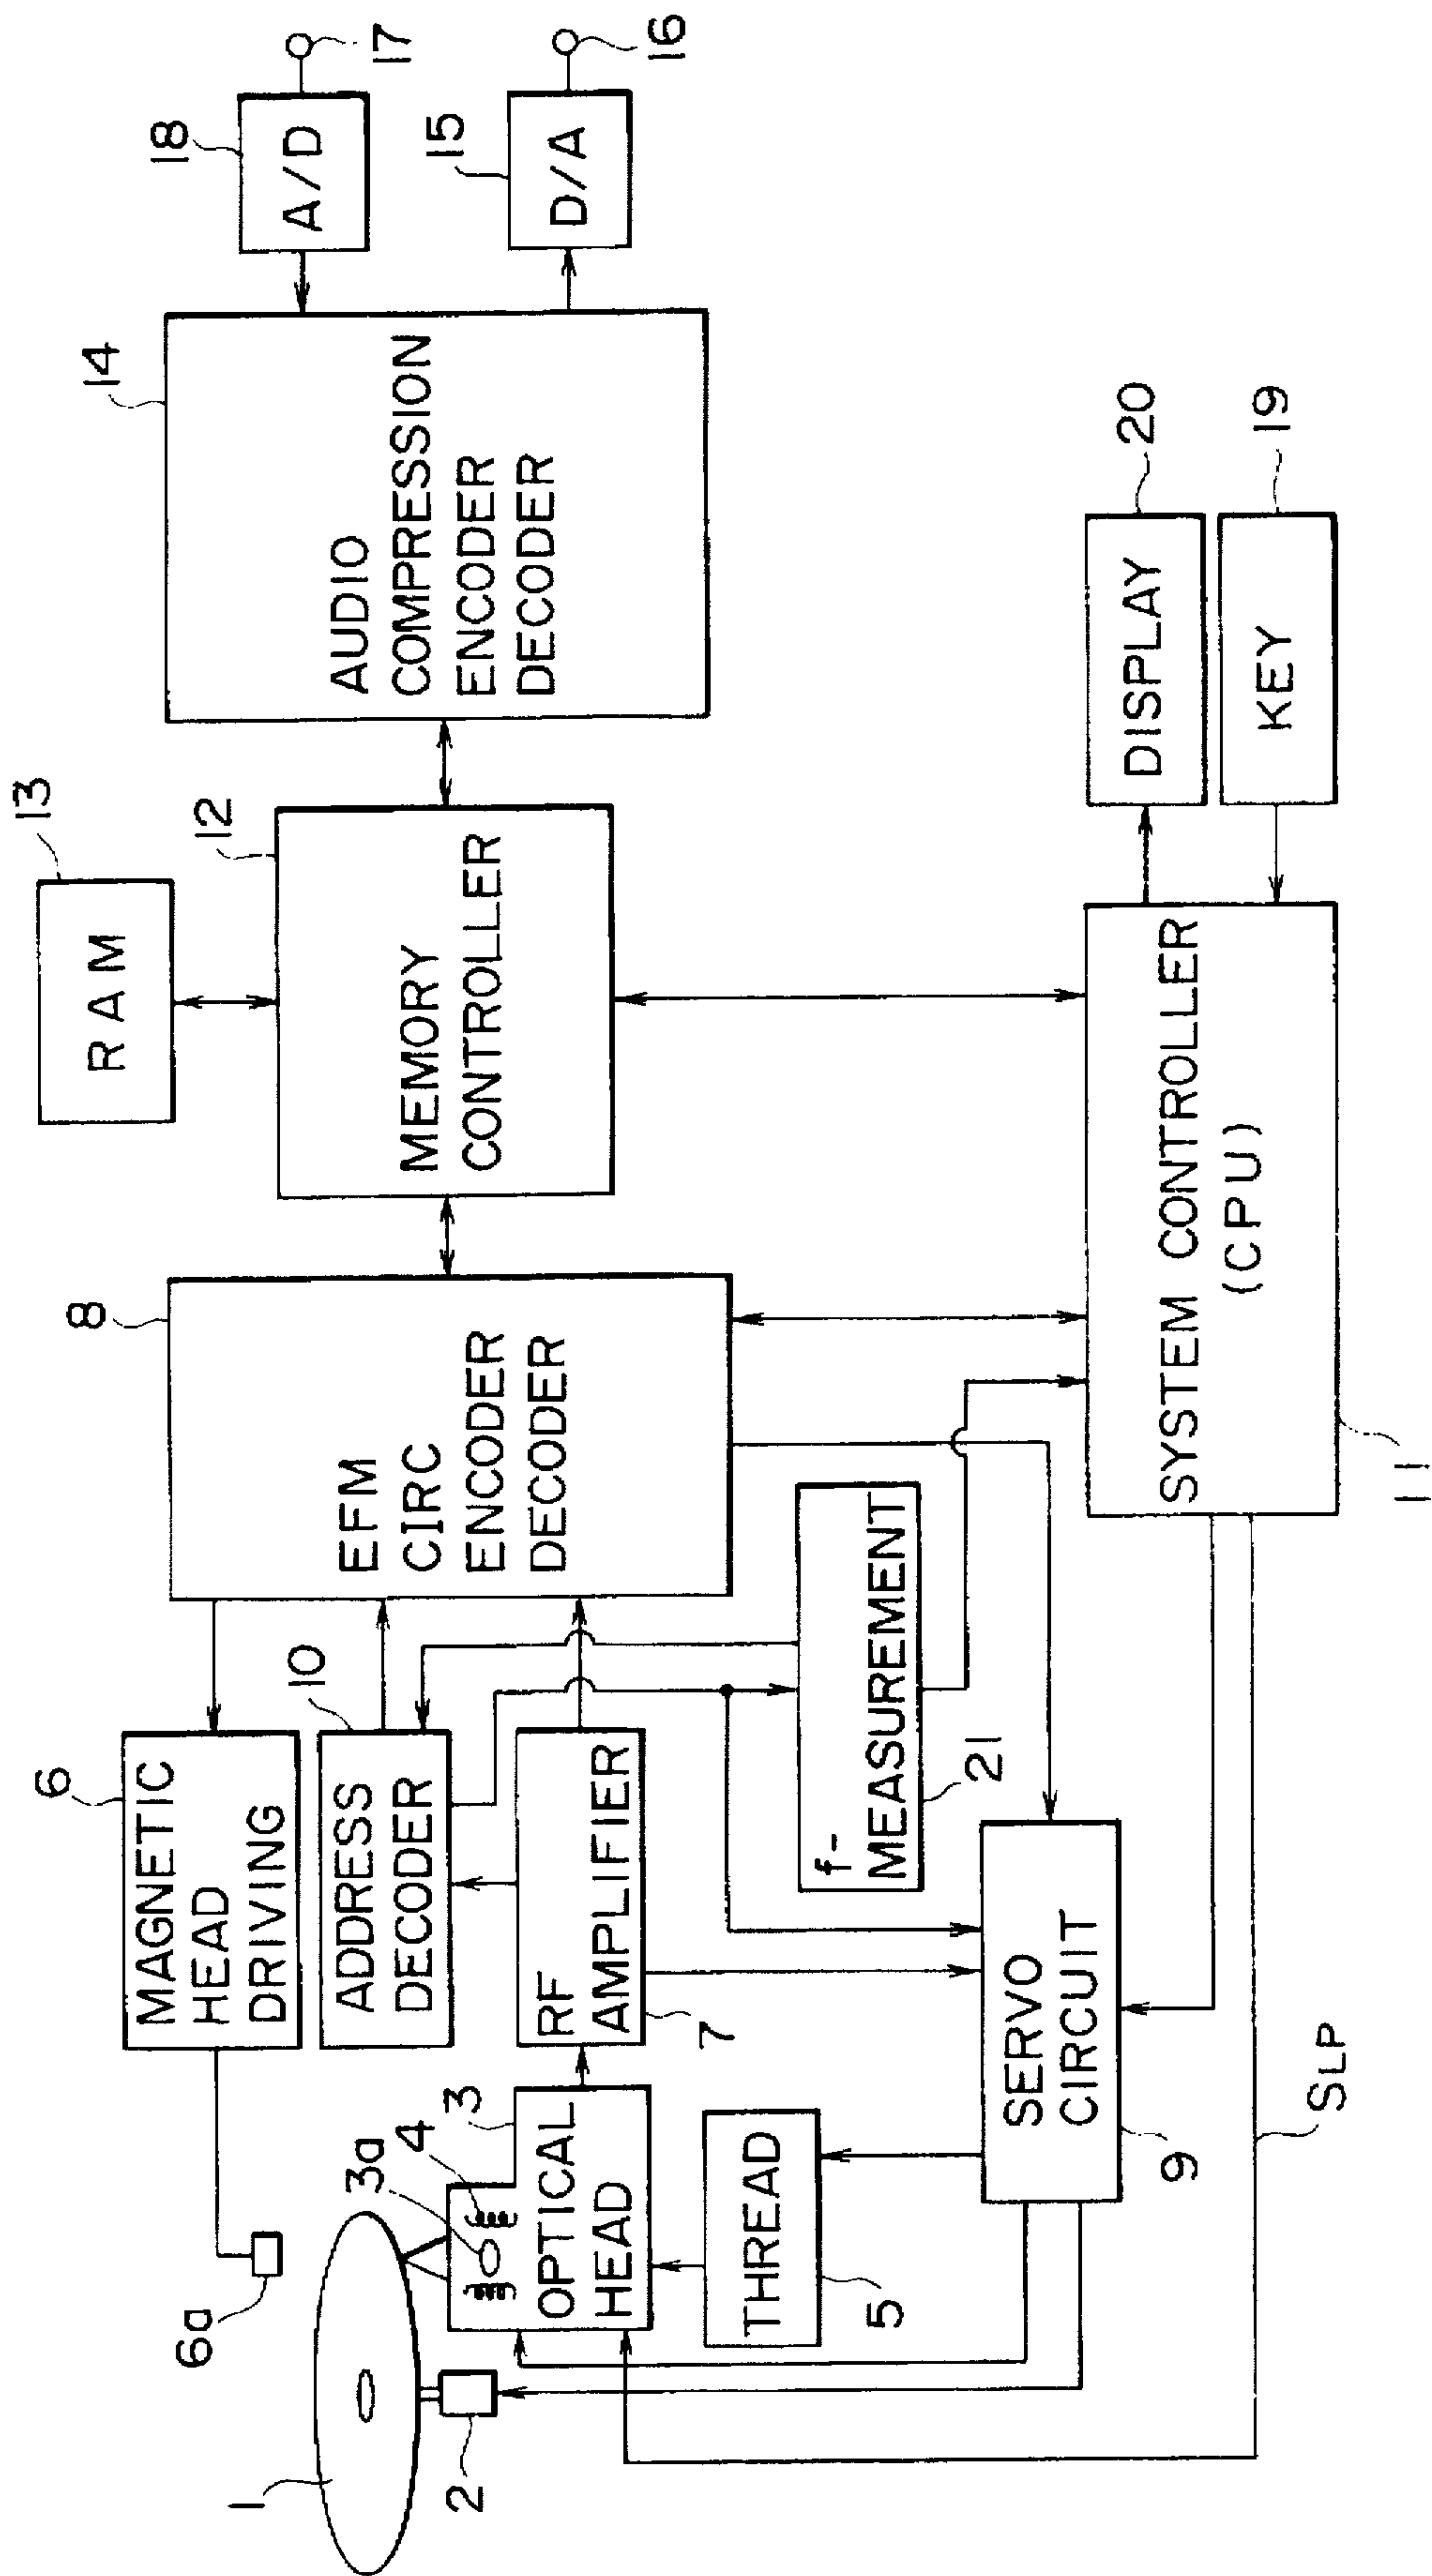 1
2
6a
3a
4
3
OPTICAL
HEAD
THREAD
5
6
MAGNETIC
HEAD
DRIVING
10
ADDRESS
DECODER
RF
AMPLIFIER
7
f-
MEASUREMENT
21
SERVO
CIRCUIT
9
SLP
8
EFM
CIRC
ENCODER
DECODER
13
RAM
12
MEMORY
CONTROLLER
SYSTEM CONTROLLER
(CPU)
11
14
AUDIO
COMPRESSION
ENCODER
DECODER
18
A/D
17
15
D/A
16
DISPLAY
20
KEY
19